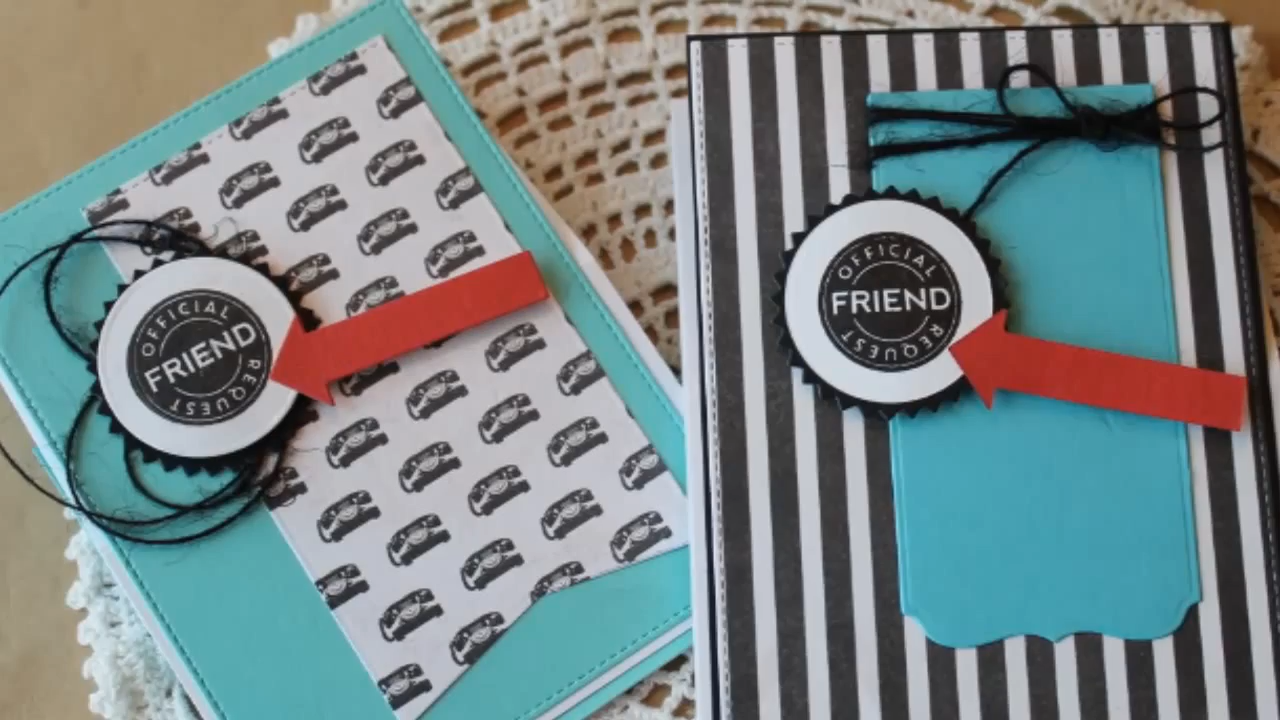 OFFICIAL
FRIEND
REQUEST
OFFICIAL
FRIEND
REQUEST